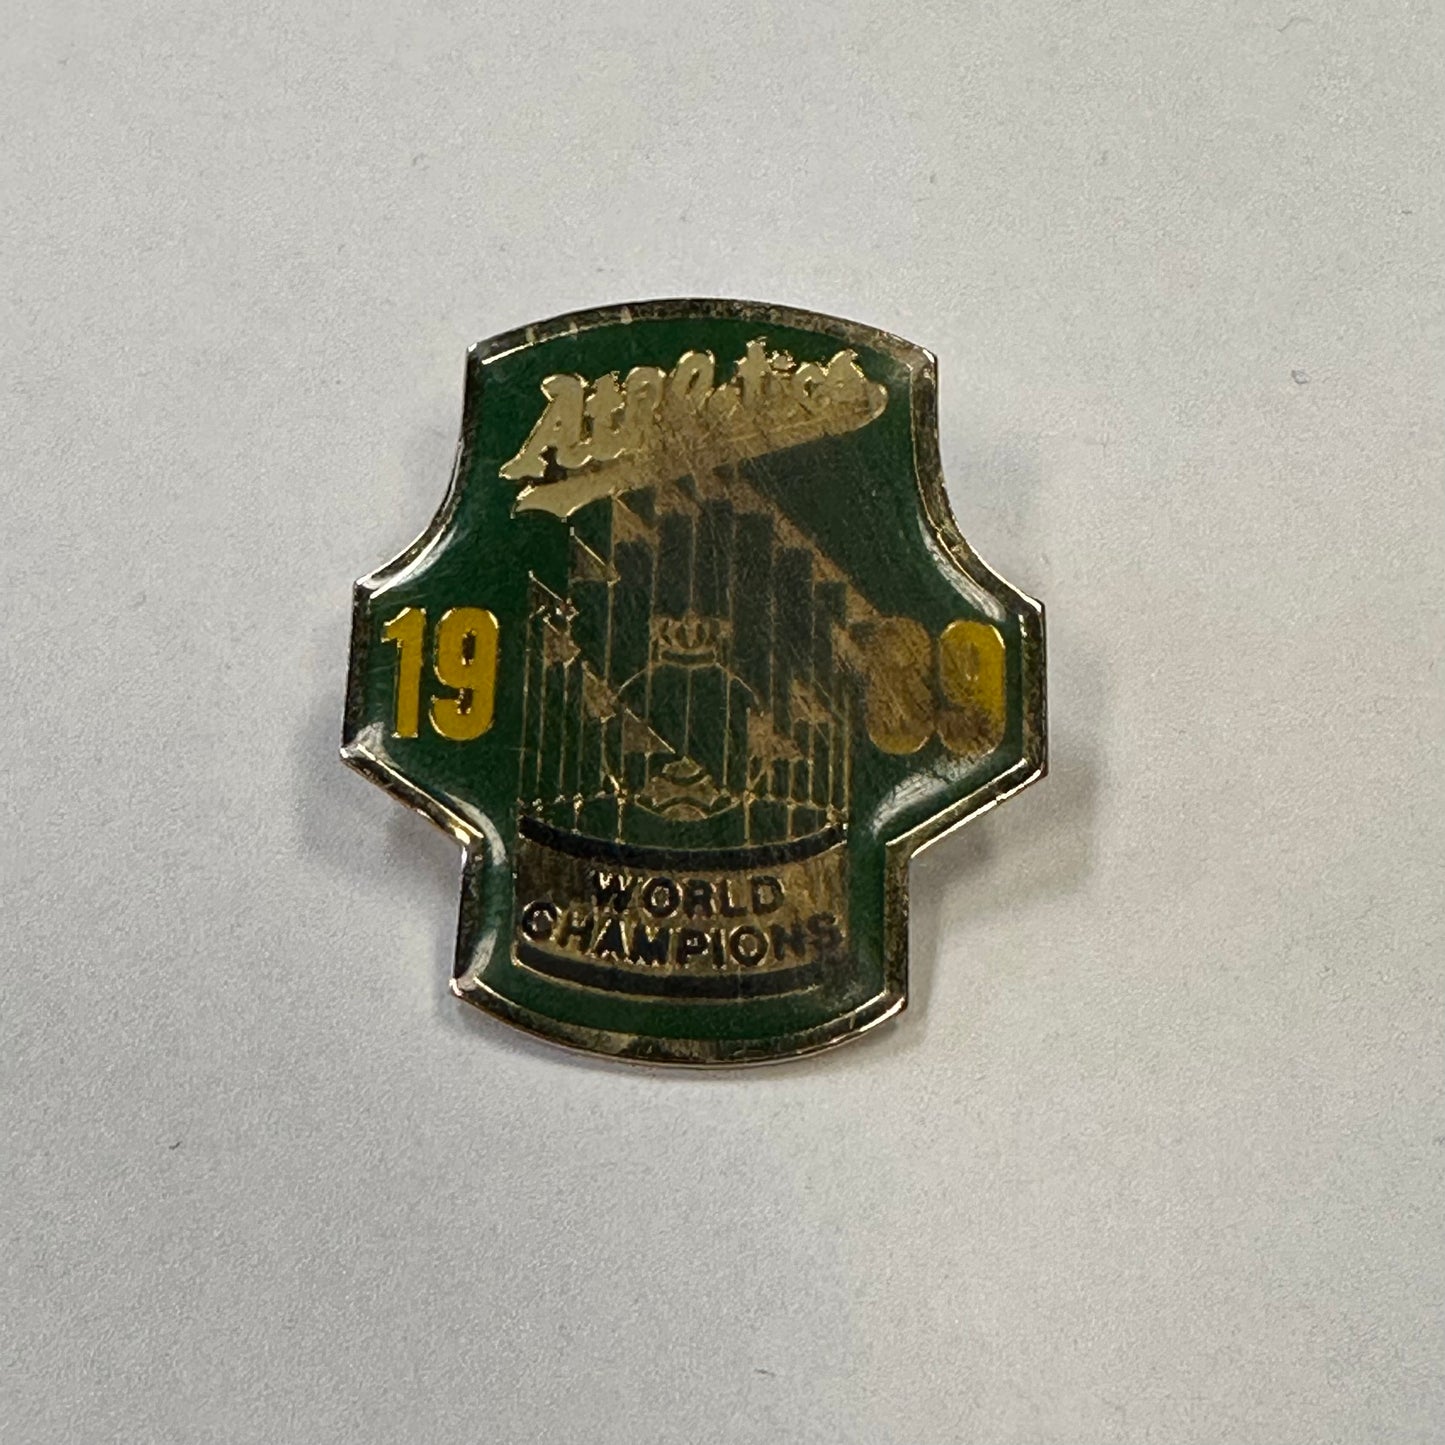 Athletics
19 89
WORLD
CHAMPIONS